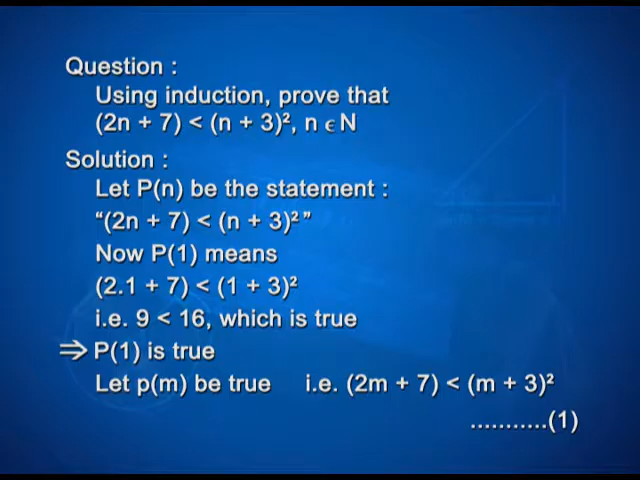 Question :
Using induction, prove that
(2n + 7) < (n + 3)², n ϵ N
Solution :
Let P(n) be the statement :
“(2n + 7) < (n + 3)² ”
Now P(1) means
(2.1 + 7) < (1 + 3)²
i.e. 9 < 16, which is true
⇒ P(1) is true
Let p(m) be true i.e. (2m + 7) < (m + 3)²
...........(1)